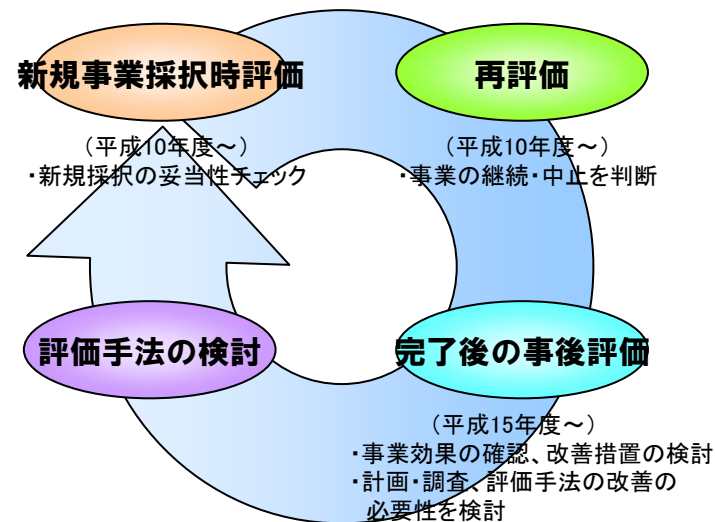 新規事業採択時評価
（平成10年度～）
・新規採択の妥当性チェック
再評価
（平成10年度～）
・事業の継続・中止を判断
評価手法の検討
完了後の事後評価
（平成15年度～）
・事業効果の確認、改善措置の検討
・計画・調査、評価手法の改善の
必要性を検討